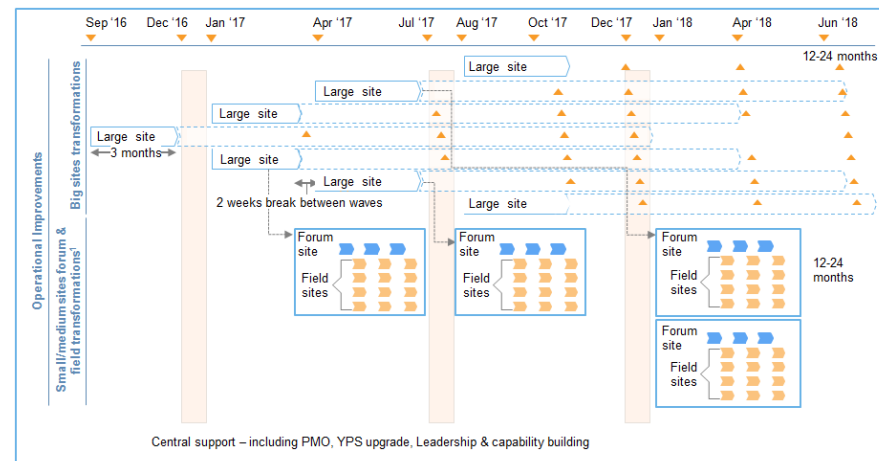 Sep ‘16 Dec ‘16 Jan ‘17 Apr ‘17 Jul ‘17 Aug ‘17 Oct ‘17 Dec ‘17 Jan ‘18 Apr ‘18 Jun ‘18
Operational Improvements
Big sites transformations
12-24 months
Large site
Large site
Large site
Large site
3 months
Large site
Large site
2 weeks break between waves
Large site
Small/medium sites forum &
field transformations¹
Forum
site
Field
sites
Forum
site
Field
sites
Forum
site
Field
sites
12-24
months
Forum
site
Field
sites
Central support – including PMO, YPS upgrade, Leadership & capability building